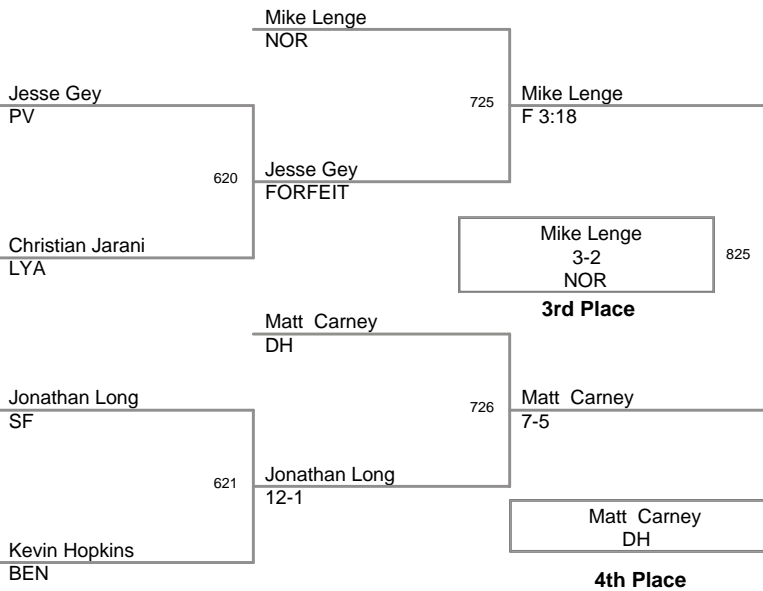 Mike Lenge
NOR
Jesse Gey
PV
725
Mike Lenge
F 3:18
620
Jesse Gey
FORFEIT
Christian Jarani
LYA
Mike Lenge
3-2
NOR
825
3rd Place
Matt Carney
DH
Jonathan Long
SF
726
Matt Carney
7-5
621
Jonathan Long
12-1
Matt Carney
DH
Kevin Hopkins
BEN
4th Place